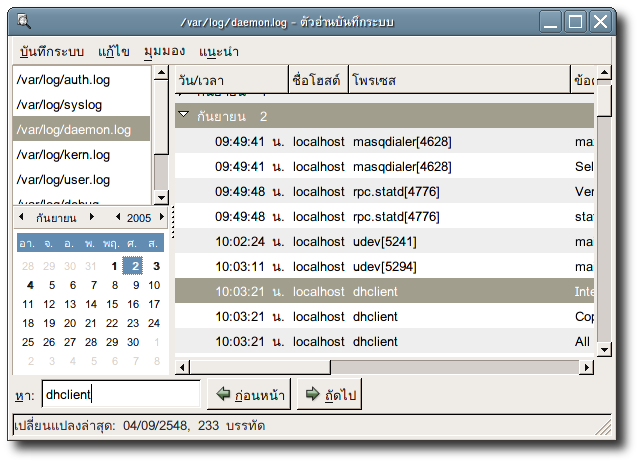 /var/log/daemon.log - ตัวอ่านบันทึกระบบ
บันทึกระบบ แก้ไข มุมมอง แนะนำ
/var/log/auth.log
/var/log/syslog
/var/log/daemon.log
/var/log/kern.log
/var/log/user.log
กันยายน 2005
อา. จ. อ. พ. พฤ. ศ. ส.
28 29 30 31 1 2 3
4 5 6 7 8 9 10
11 12 13 14 15 16 17
18 19 20 21 22 23 24
25 26 27 28 29 30 1
2 3 4 5 6 7 8
วัน/เวลา ชื่อโฮสต์ โพรเซส
กันยายน 2
09:49:41 น. localhost masqdialer[4628] ma
09:49:41 น. localhost masqdialer[4628] Sel
09:49:48 น. localhost rpc.statd[4776] Ver
09:49:48 น. localhost rpc.statd[4776] sta
10:02:24 น. localhost udev[5241] ma
10:03:11 น. localhost udev[5294] ma
10:03:21 น. localhost dhclient Inte
10:03:21 น. localhost dhclient Cop
10:03:21 น. localhost dhclient All
หา: dhclient ก่อนหน้า ถัดไป
เปลี่ยนแปลงล่าสุด: 04/09/2548, 233 บรรทัด